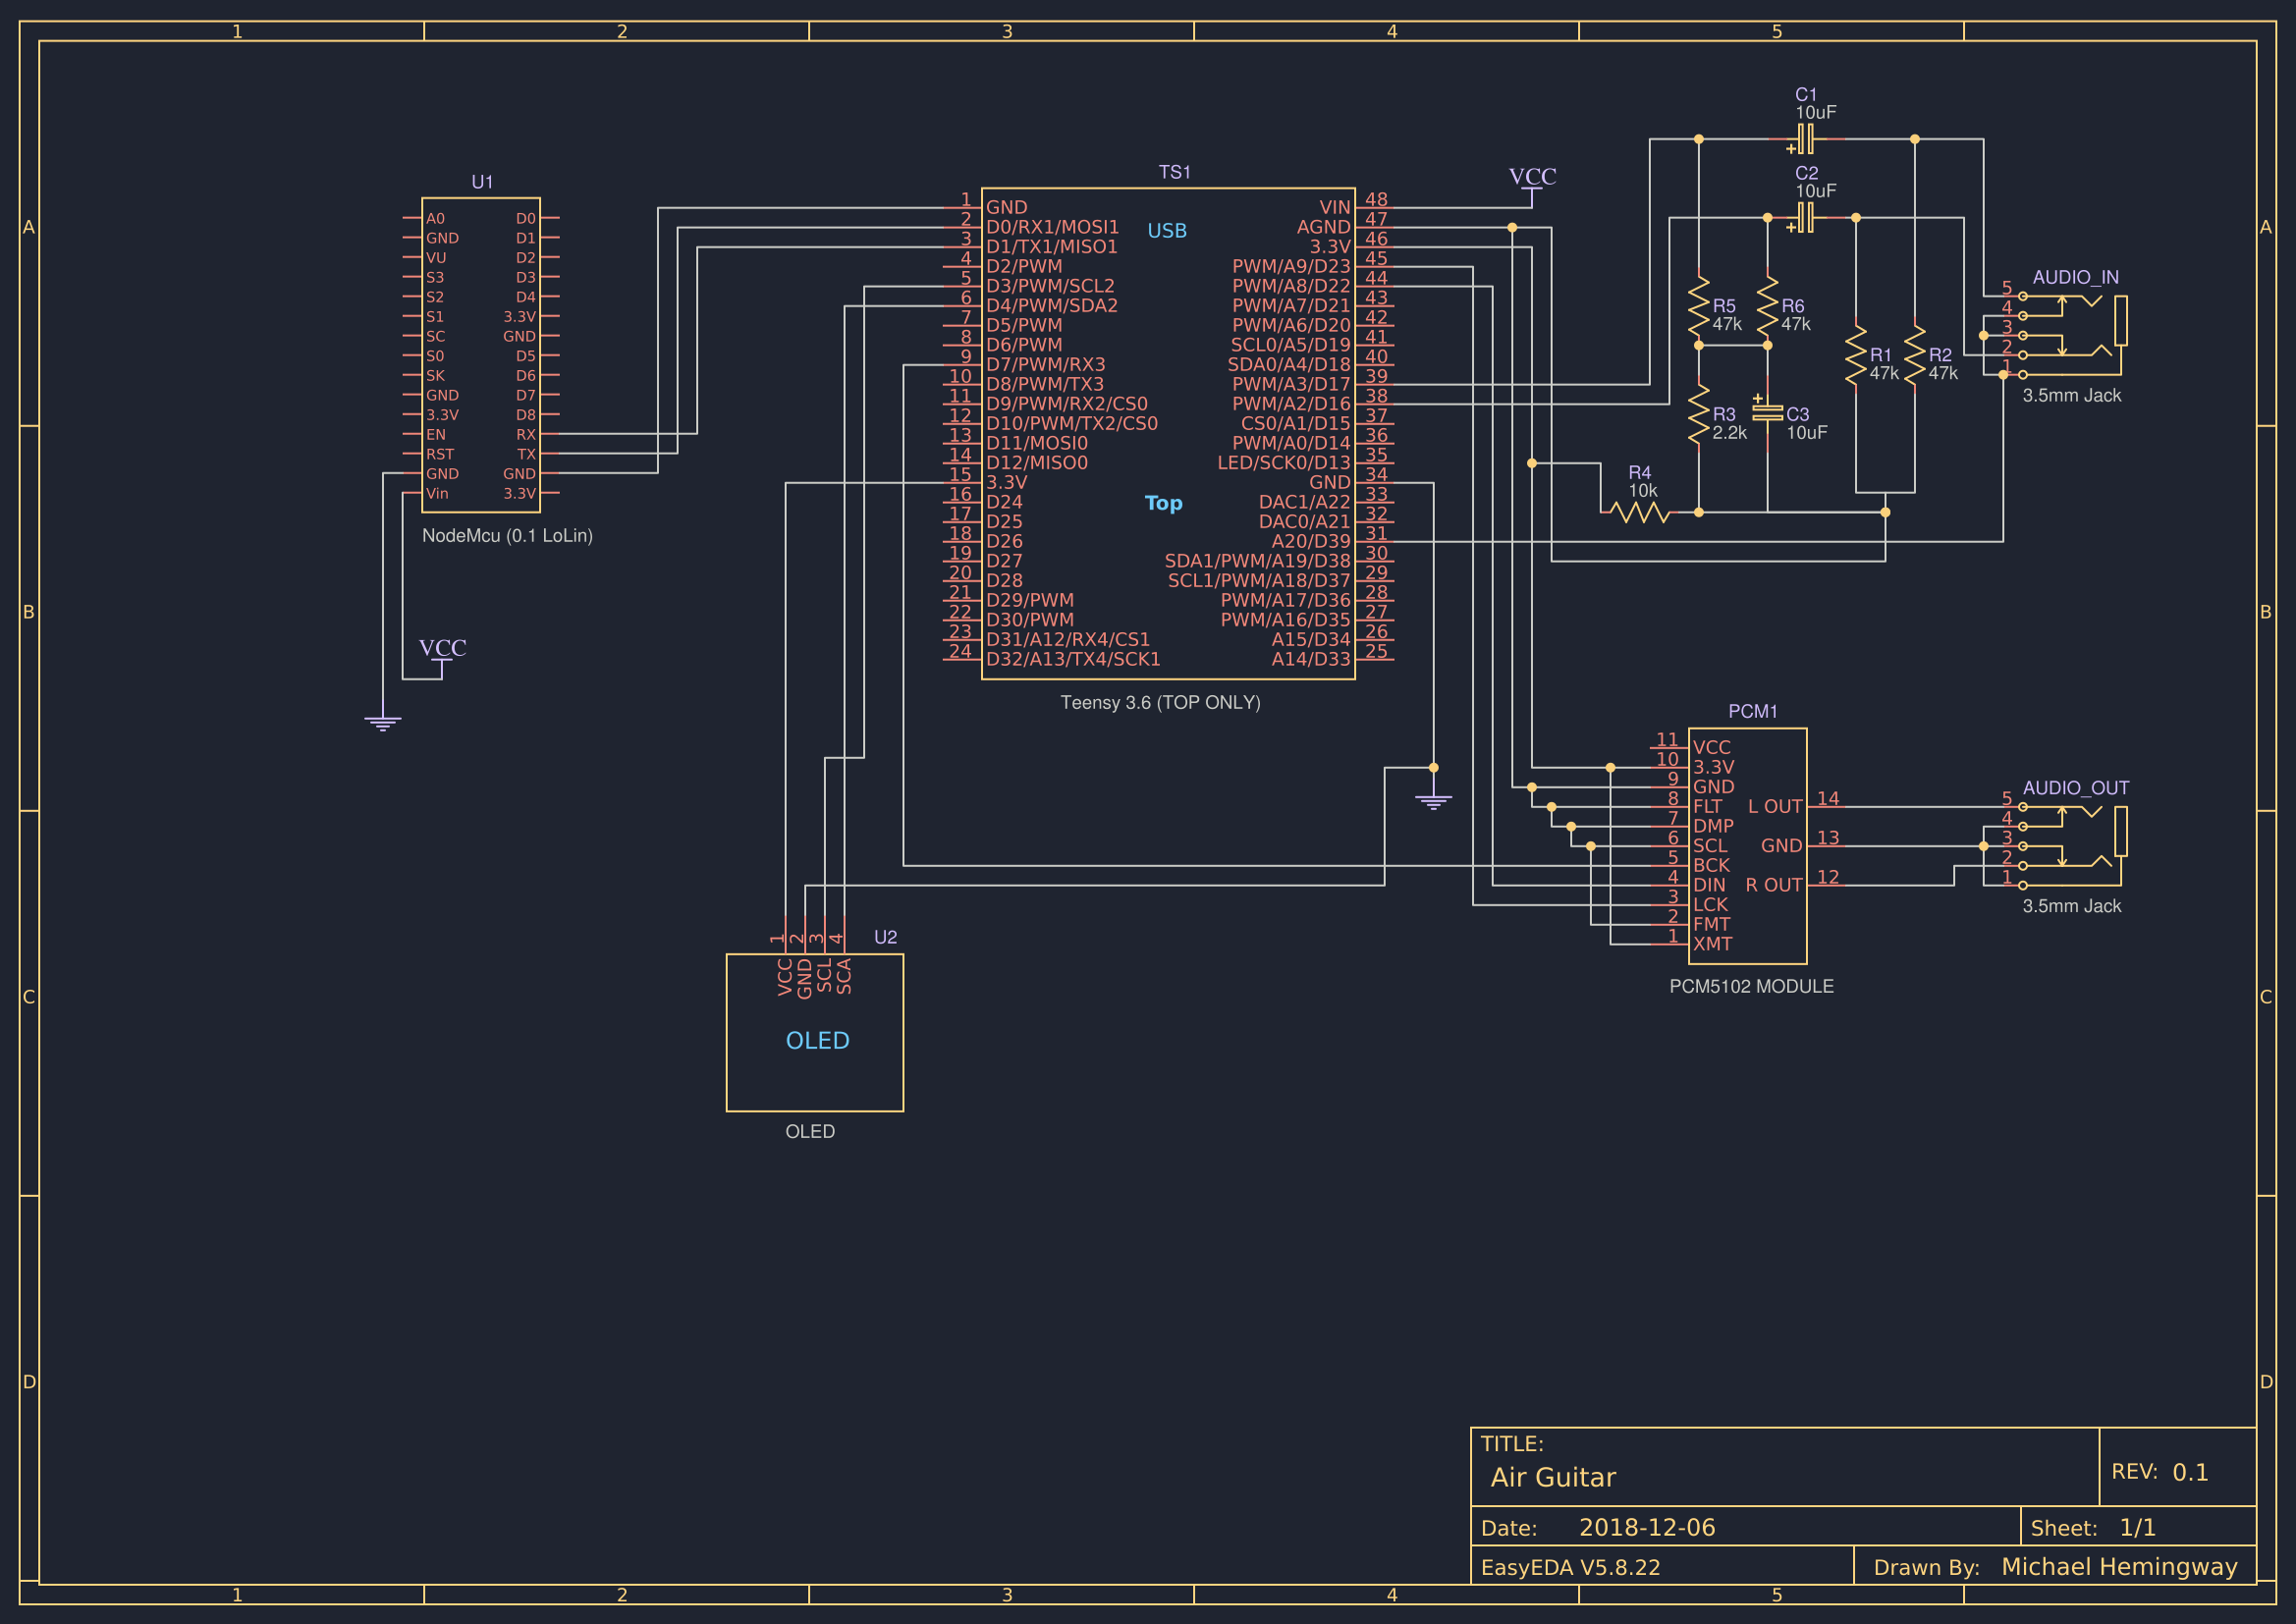 1 2 3 4 5
A
B
C
D
A
B
C
D
1 2 3 4 5
U1
A0
GND
VU
S3
S2
S1
SC
S0
SK
GND
3.3V
EN
RST
GND
Vin
D0
D1
D2
D3
D4
3.3V
GND
D5
D6
D7
D8
RX
TX
GND
3.3V
NodeMcu (0.1 LoLin)
VCC
TS1
USB
Top
1 GND
2 D0/RX1/MOSI1
3 D1/TX1/MISO1
4 D2/PWM
5 D3/PWM/SCL2
6 D4/PWM/SDA2
7 D5/PWM
8 D6/PWM
9 D7/PWM/RX3
10 D8/PWM/TX3
11 D9/PWM/RX2/CS0
12 D10/PWM/TX2/CS0
13 D11/MOSI0
14 D12/MISO0
15 3.3V
16 D24
17 D25
18 D26
19 D27
20 D28
21 D29/PWM
22 D30/PWM
23 D31/A12/RX4/CS1
24 D32/A13/TX4/SCK1
VIN 48
AGND 47
3.3V 46
PWM/A9/D23 45
PWM/A8/D22 44
PWM/A7/D21 43
PWM/A6/D20 42
SCL0/A5/D19 41
SDA0/A4/D18 40
PWM/A3/D17 39
PWM/A2/D16 38
CS0/A1/D15 37
PWM/A0/D14 36
LED/SCK0/D13 35
GND 34
DAC1/A22 33
DAC0/A21 32
A20/D39 31
SDA1/PWM/A19/D38 30
SCL1/PWM/A18/D37 29
PWM/A17/D36 28
PWM/A16/D35 27
A15/D34 26
A14/D33 25
Teensy 3.6 (TOP ONLY)
VCC
C1
10uF
+
C2
10uF
+
R5
47k
R6
47k
R1
47k
R2
47k
R3
2.2k
+
C3
10uF
R4
10k
AUDIO_IN
5
4
3
2
1
3.5mm Jack
PCM1
11 VCC
10 3.3V
9 GND
8 FLT
7 DMP
6 SCL
5 BCK
4 DIN
3 LCK
2 FMT
1 XMT
L OUT 14
GND 13
R OUT 12
PCM5102 MODULE
AUDIO_OUT
5
4
3
2
1
3.5mm Jack
U2
1 VCC
2 GND
3 SCL
4 SCA
OLED
OLED
TITLE:
Air Guitar
REV: 0.1
Date: 2018-12-06
Sheet: 1/1
EasyEDA V5.8.22
Drawn By: Michael Hemingway